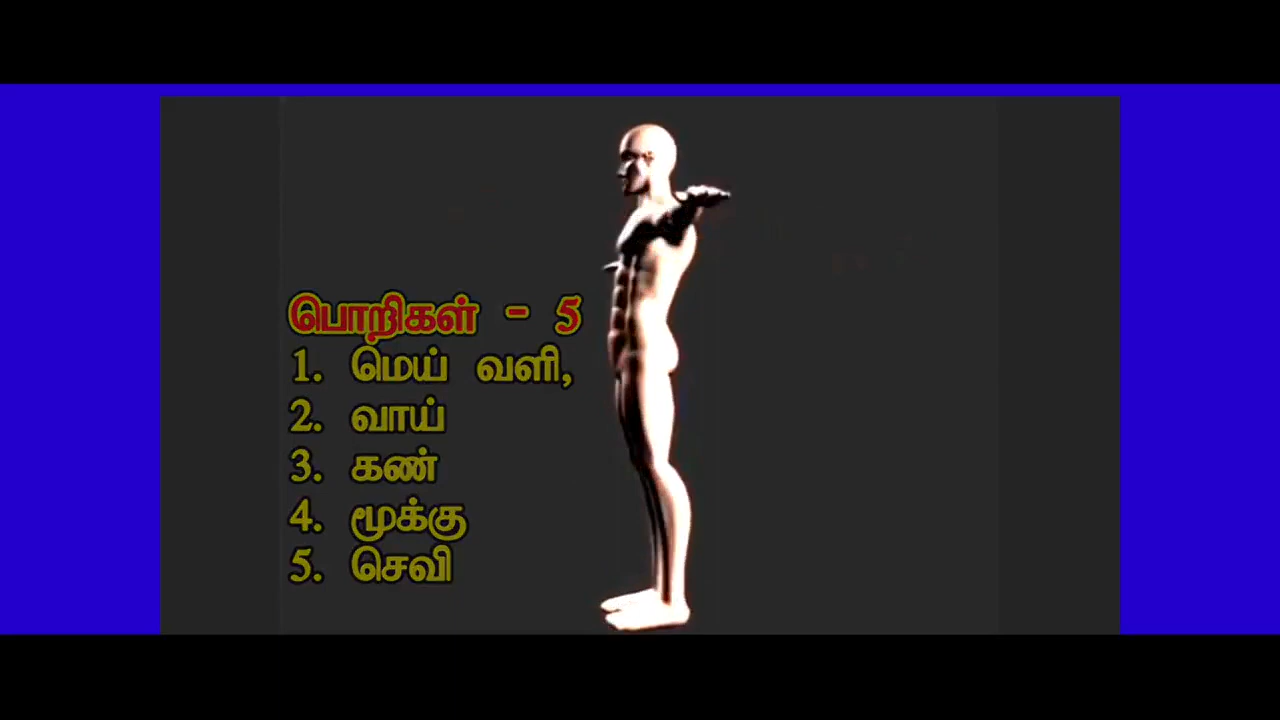 பொறிகள் - 5
1. மெய் வளி,
2. வாய்
3. கண்
4. மூக்கு
5. செவி